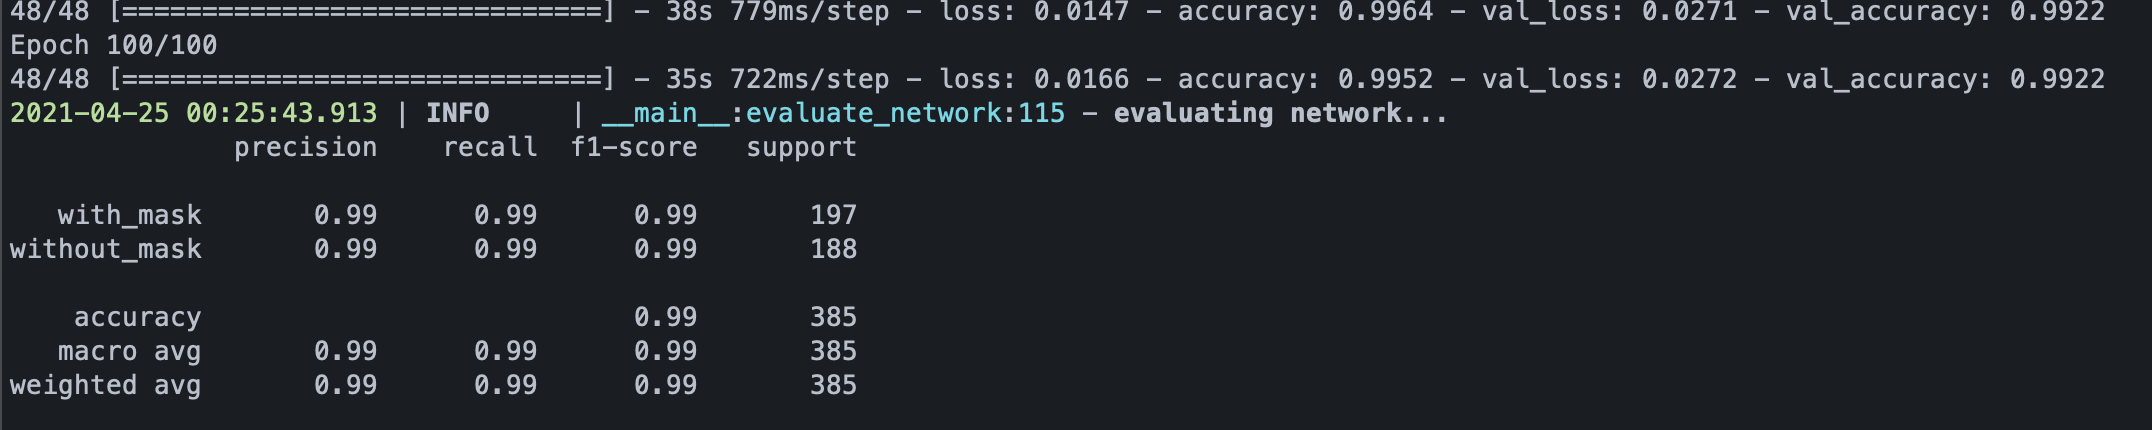 48/48 [==============================] - 38s 779ms/step - loss: 0.0147 - accuracy: 0.9964 - val_loss: 0.0271 - val_accuracy: 0.9922
Epoch 100/100
48/48 [==============================] - 35s 722ms/step - loss: 0.0166 - accuracy: 0.9952 - val_loss: 0.0272 - val_accuracy: 0.9922
2021-04-25 00:25:43.913 | INFO     | __main__:evaluate_network:115 - evaluating network...
              precision    recall  f1-score   support
   with_mask       0.99      0.99      0.99       197
without_mask       0.99      0.99      0.99       188
    accuracy                           0.99       385
   macro avg       0.99      0.99      0.99       385
weighted avg       0.99      0.99      0.99       385